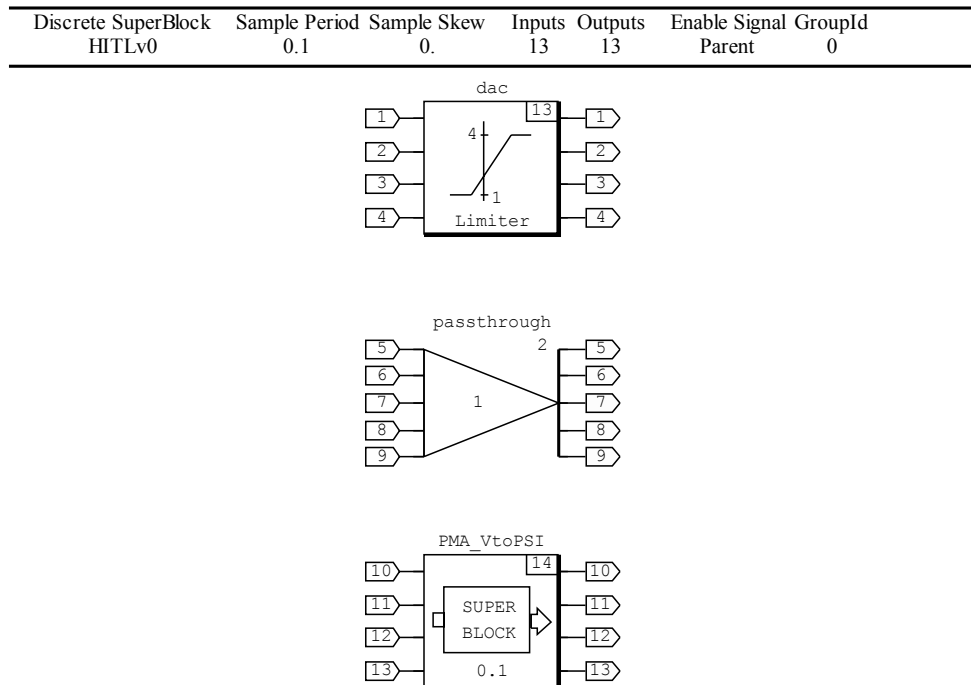 Discrete SuperBlock Sample Period Sample Skew Inputs Outputs Enable Signal GroupId
HITLv0 0.1 0. 13 13 Parent 0
dac
1 13 1
2 4 2
3 1 3
4 Limiter 4
passthrough
5 2 5
6 6
7 1 7
8 8
9 9
PMA_VtoPSI
10 14 10
11 SUPER 11
12 BLOCK 12
13 0.1 13